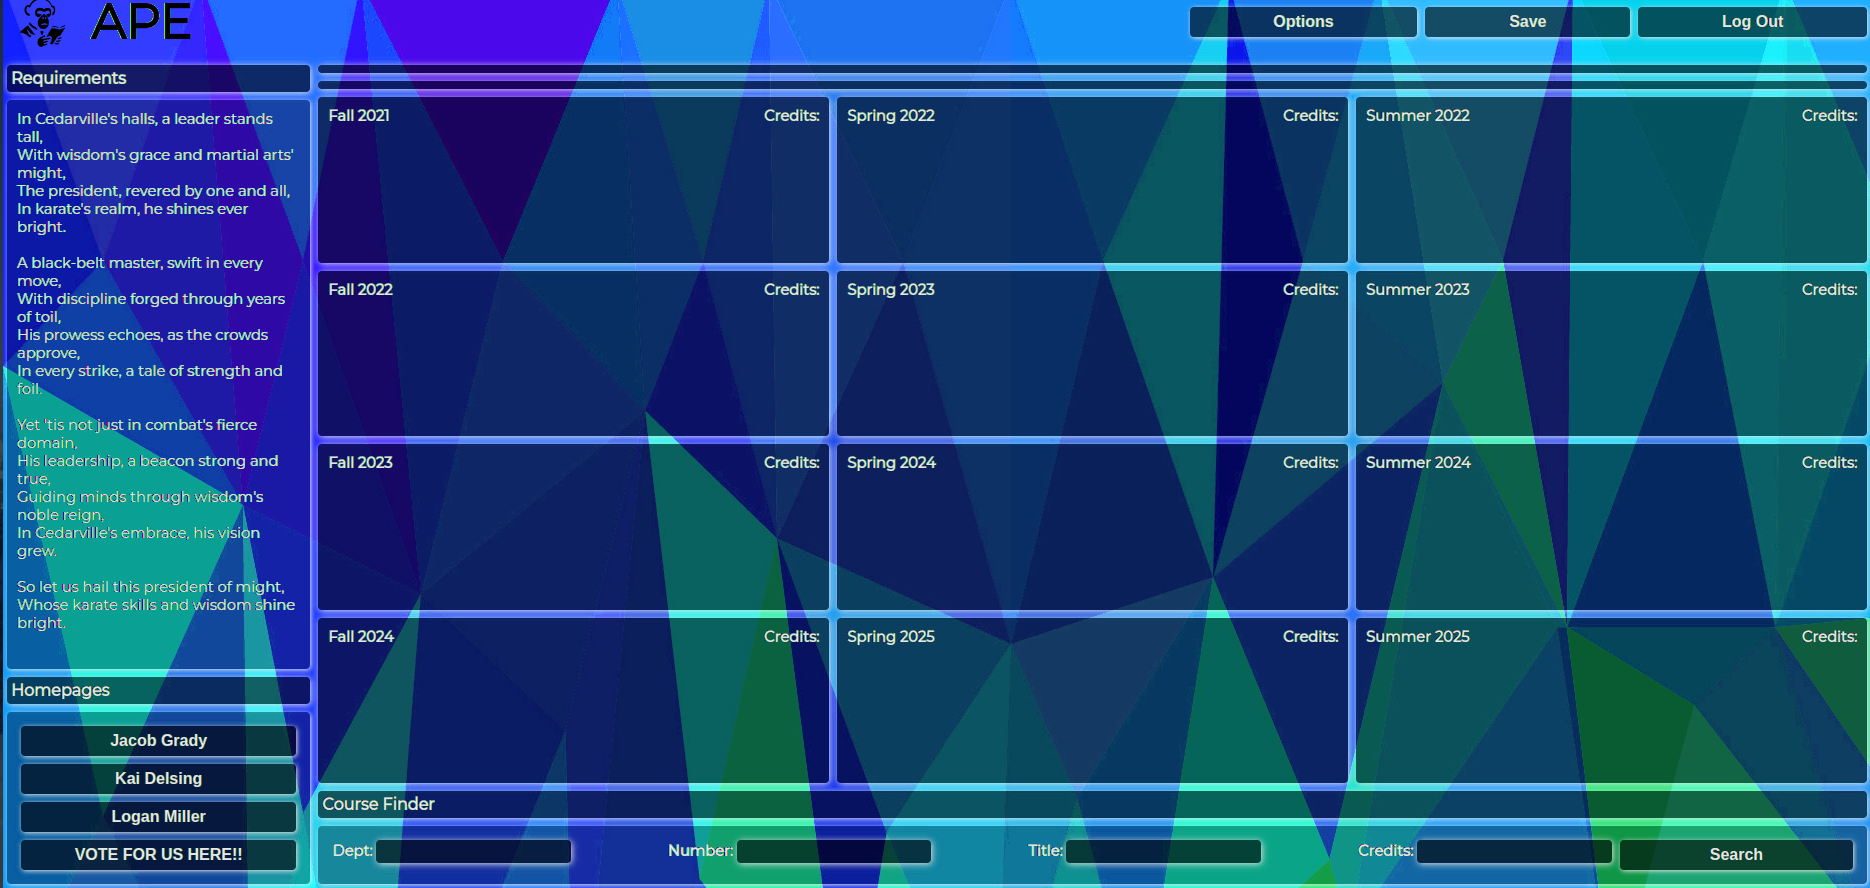 APE
Options
Save
Log Out
Requirements
In Cedarville's halls, a leader stands
tall,
With wisdom's grace and martial arts'
might,
The president, revered by one and all,
In karate's realm, he shines ever
bright.
A black-belt master, swift in every
move,
With discipline forged through years
of toil,
His prowess echoes, as the crowds
approve,
In every strike, a tale of strength and
foil.
Yet 'tis not just in combat's fierce
domain,
His leadership, a beacon strong and
true,
Guiding minds through wisdom's
noble reign,
In Cedarville's embrace, his vision
grew.
So let us hail this president of might,
Whose karate skills and wisdom shine
bright.
Homepages
Jacob Grady
Kai Delsing
Logan Miller
VOTE FOR US HERE!!
Fall 2021 Credits:
Spring 2022 Credits:
Summer 2022 Credits:
Fall 2022 Credits:
Spring 2023 Credits:
Summer 2023 Credits:
Fall 2023 Credits:
Spring 2024 Credits:
Summer 2024 Credits:
Fall 2024 Credits:
Spring 2025 Credits:
Summer 2025 Credits:
Course Finder
Dept:
Number:
Title:
Credits:
Search